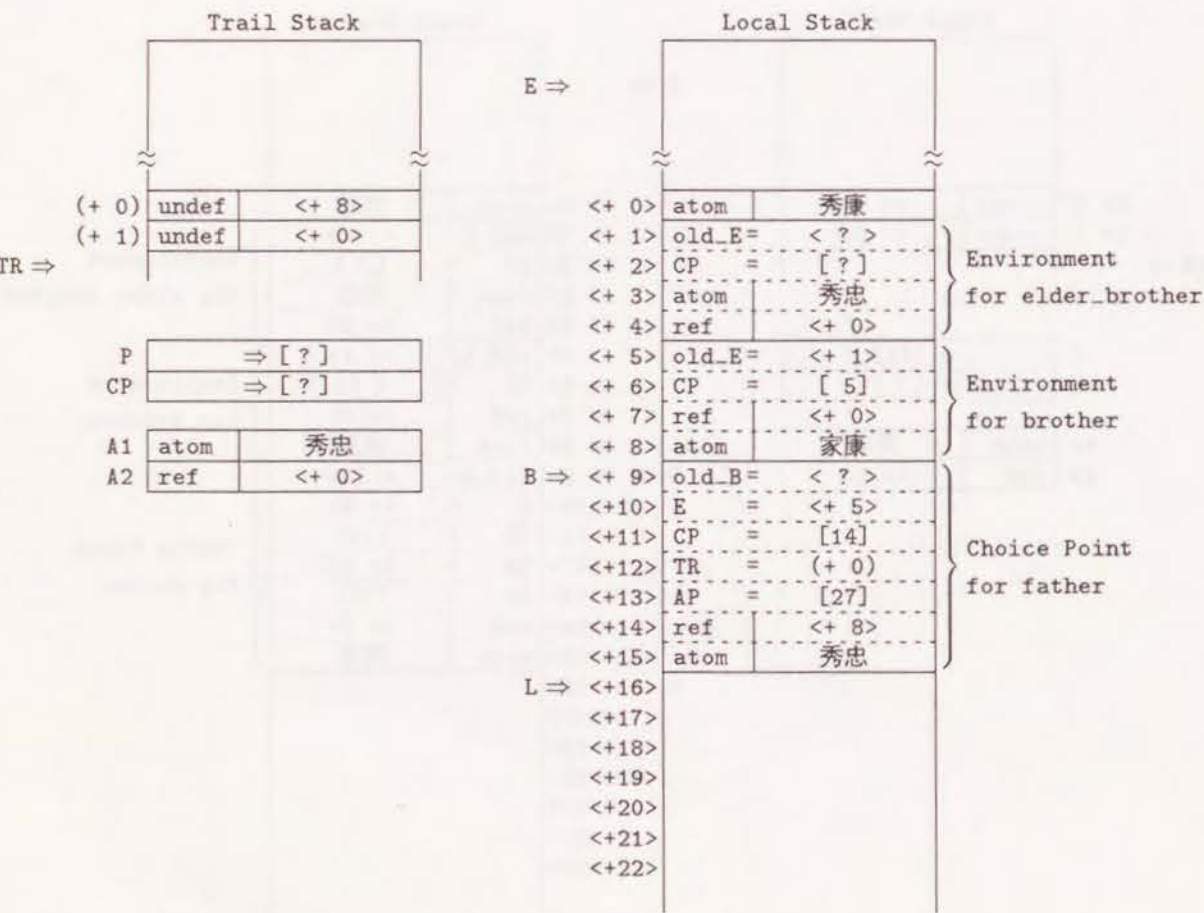 Trail Stack
Local Stack
E ⇒
(+ 0) undef <+ 8>
(+ 1) undef <+ 0>
TR ⇒
P ⇒ [ ? ]
CP ⇒ [ ? ]
A1 atom 秀忠
A2 ref <+ 0>
<+ 0> atom 秀康
<+ 1> old_E= < ? >
<+ 2> CP = [ ? ]
<+ 3> atom 秀忠
<+ 4> ref <+ 0>
Environment
for elder_brother
<+ 5> old_E= <+ 1>
<+ 6> CP = [ 5]
<+ 7> ref <+ 0>
<+ 8> atom 家康
Environment
for brother
B ⇒ <+ 9> old_B= < ? >
<+10> E = <+ 5>
<+11> CP = [14]
<+12> TR = (+ 0)
<+13> AP = [27]
<+14> ref <+ 8>
<+15> atom 秀忠
Choice Point
for father
L ⇒ <+16>
<+17>
<+18>
<+19>
<+20>
<+21>
<+22>